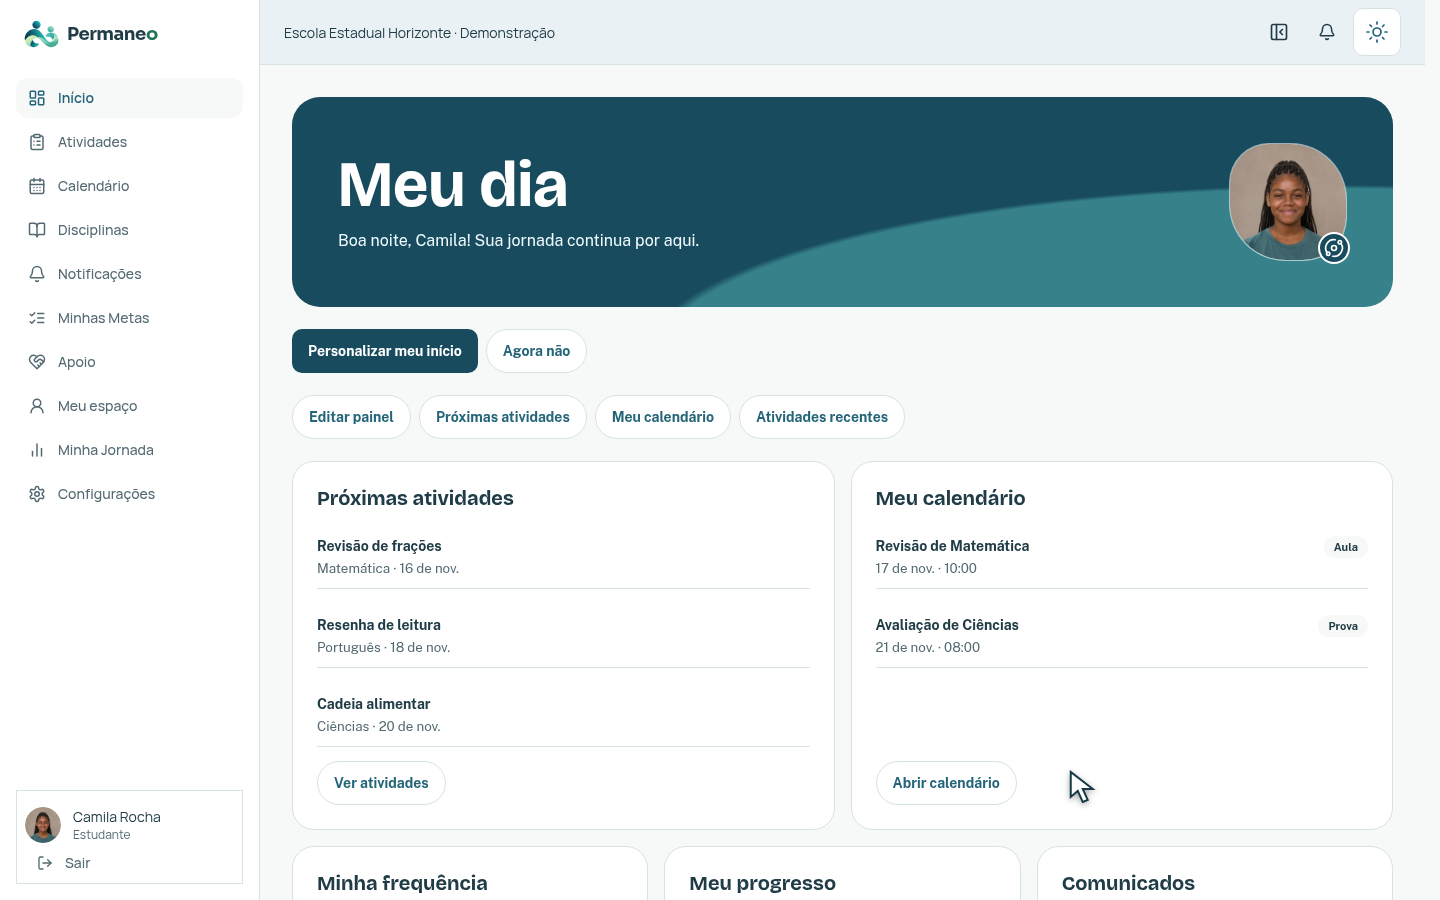 Permaneo
Início
Atividades
Calendário
Disciplinas
Notificações
Minhas Metas
Apoio
Meu espaço
Minha Jornada
Configurações
Camila Rocha
Estudante
Sair
Escola Estadual Horizonte · Demonstração
Meu dia
Boa noite, Camila! Sua jornada continua por aqui.
Personalizar meu início
Agora não
Editar painel
Próximas atividades
Meu calendário
Atividades recentes
Próximas atividades
Revisão de frações
Matemática · 16 de nov.
Resenha de leitura
Português · 18 de nov.
Cadeia alimentar
Ciências · 20 de nov.
Ver atividades
Meu calendário
Revisão de Matemática
Aula
17 de nov. · 10:00
Avaliação de Ciências
Prova
21 de nov. · 08:00
Abrir calendário
Minha frequência
Meu progresso
Comunicados